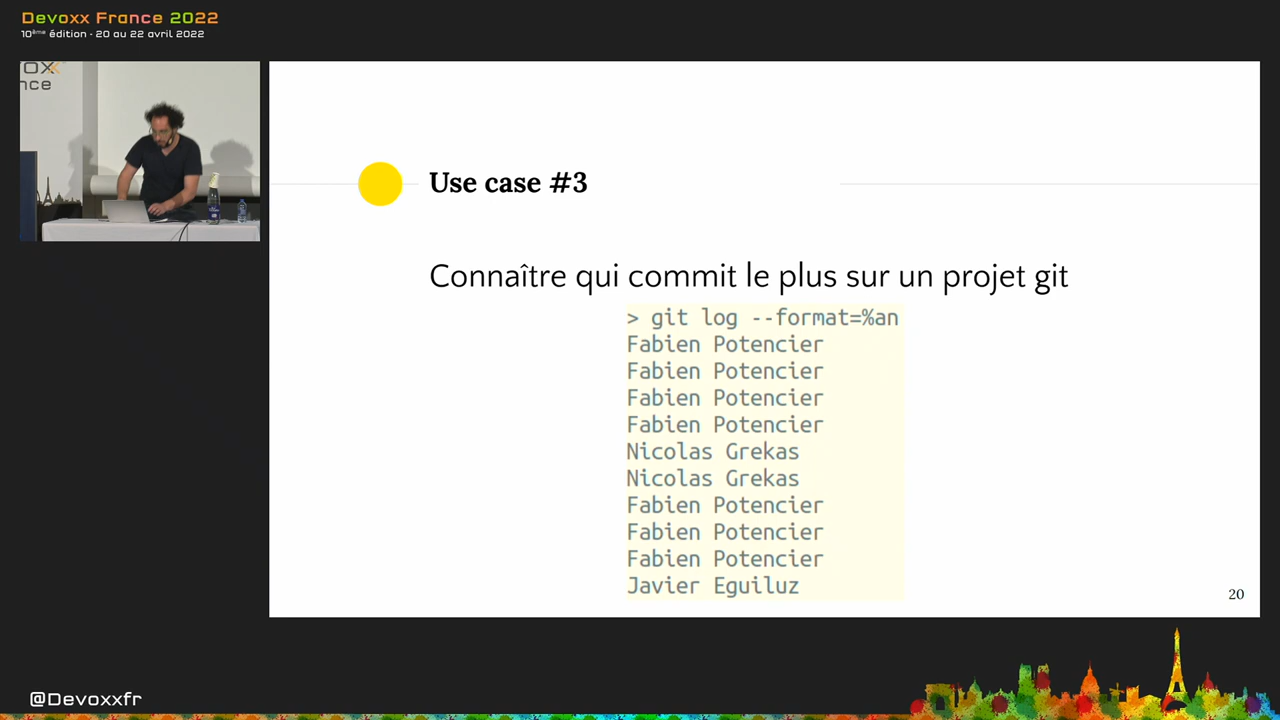 Devoxx France 2022
10ème édition - 20 au 22 avril 2022
OXX
nce
Use case #3
Connaître qui commit le plus sur un projet git
> git log --format=%an
Fabien Potencier
Fabien Potencier
Fabien Potencier
Fabien Potencier
Nicolas Grekas
Nicolas Grekas
Fabien Potencier
Fabien Potencier
Fabien Potencier
Javier Eguiluz
20
@Devoxxfr